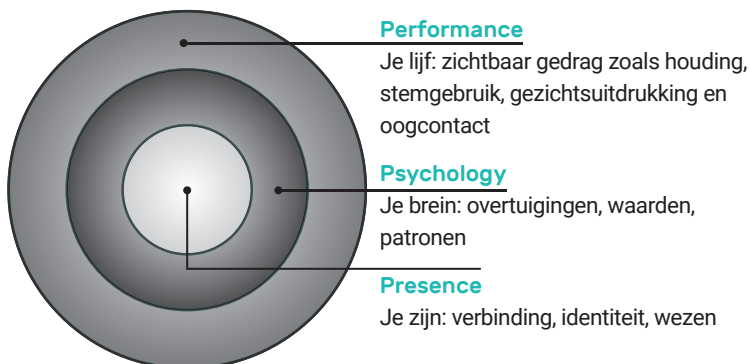 Performance
Je lijf: zichtbaar gedrag zoals houding,
stemgebruik, gezichtsuitdrukking en
oogcontact
Psychology
Je brein: overtuigingen, waarden,
patronen
Presence
Je zijn: verbinding, identiteit, wezen